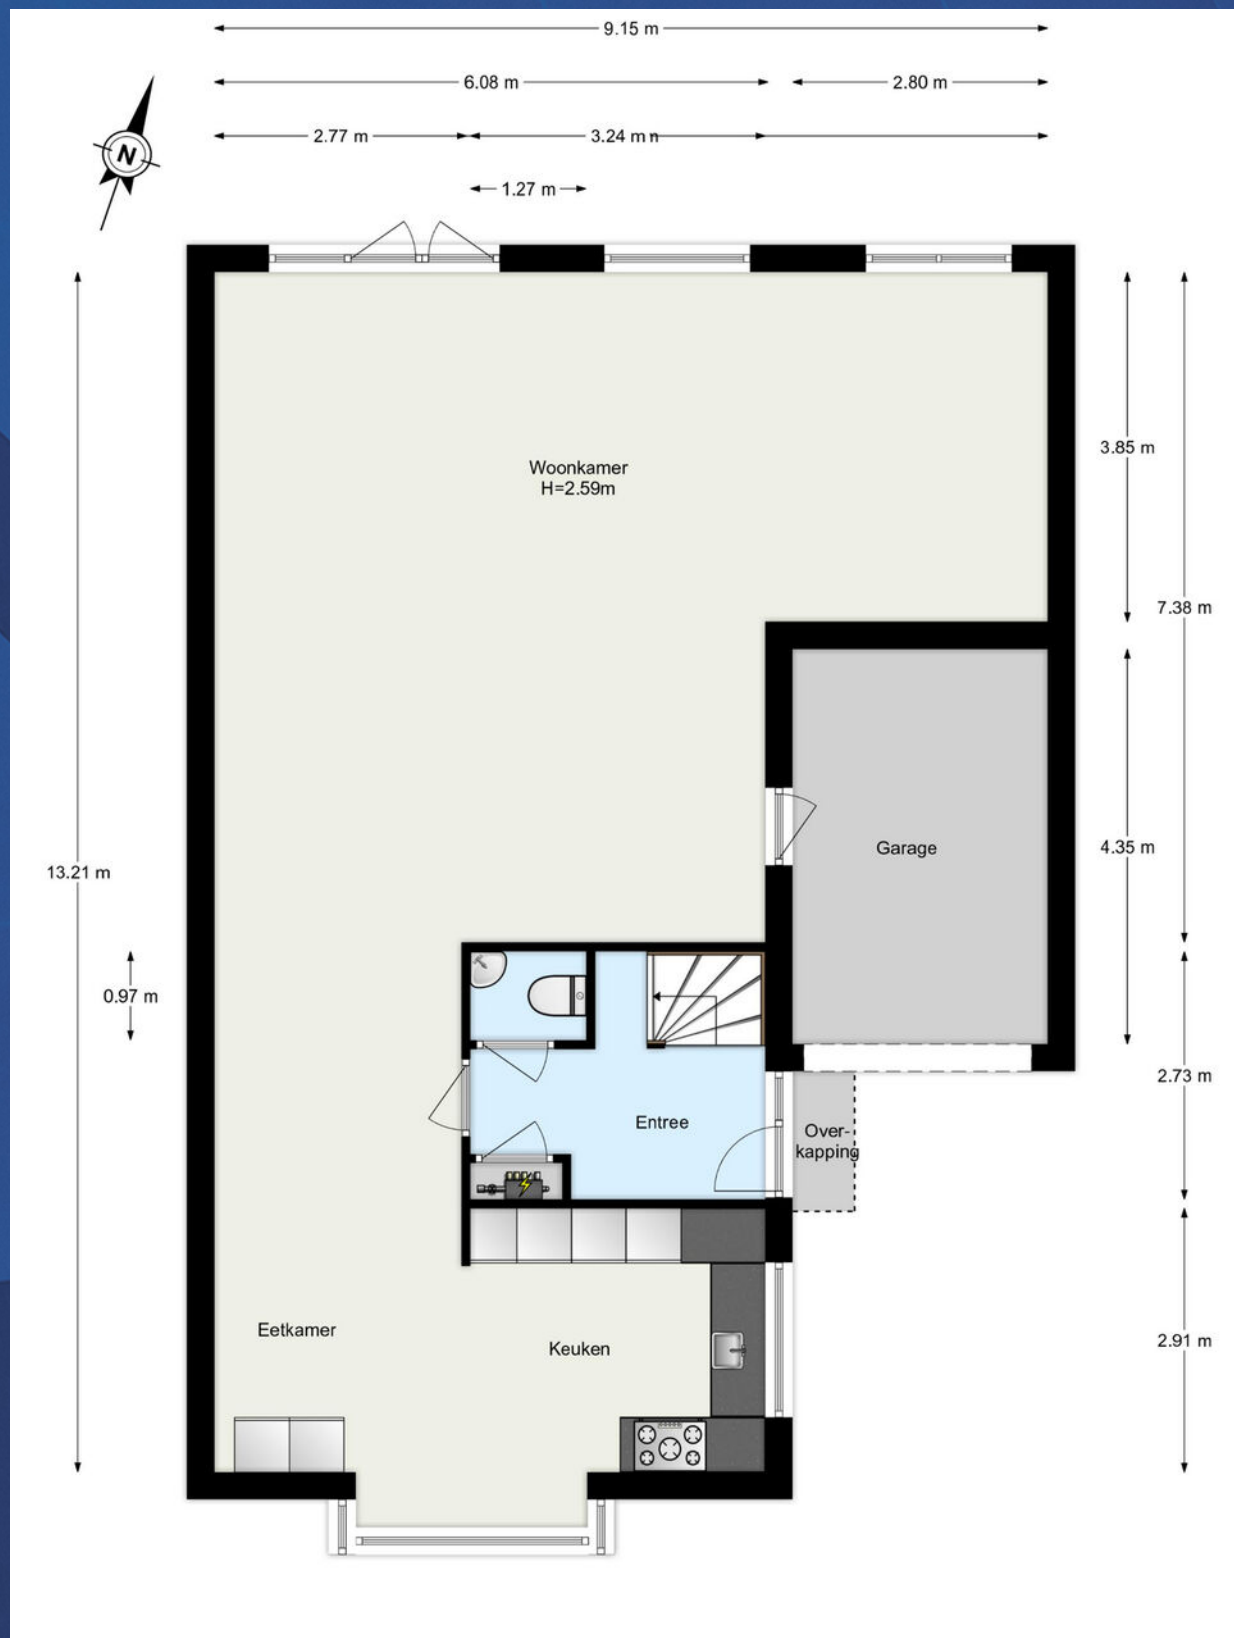 9.15 m
6.08 m
2.80 m
2.77 m
3.24 m n
1.27 m
N
Woonkamer
H=2.59m
3.85 m
7.38 m
Garage
4.35 m
13.21 m
0.97 m
2.73 m
Entree
Over-
kapping
Eetkamer
Keuken
2.91 m